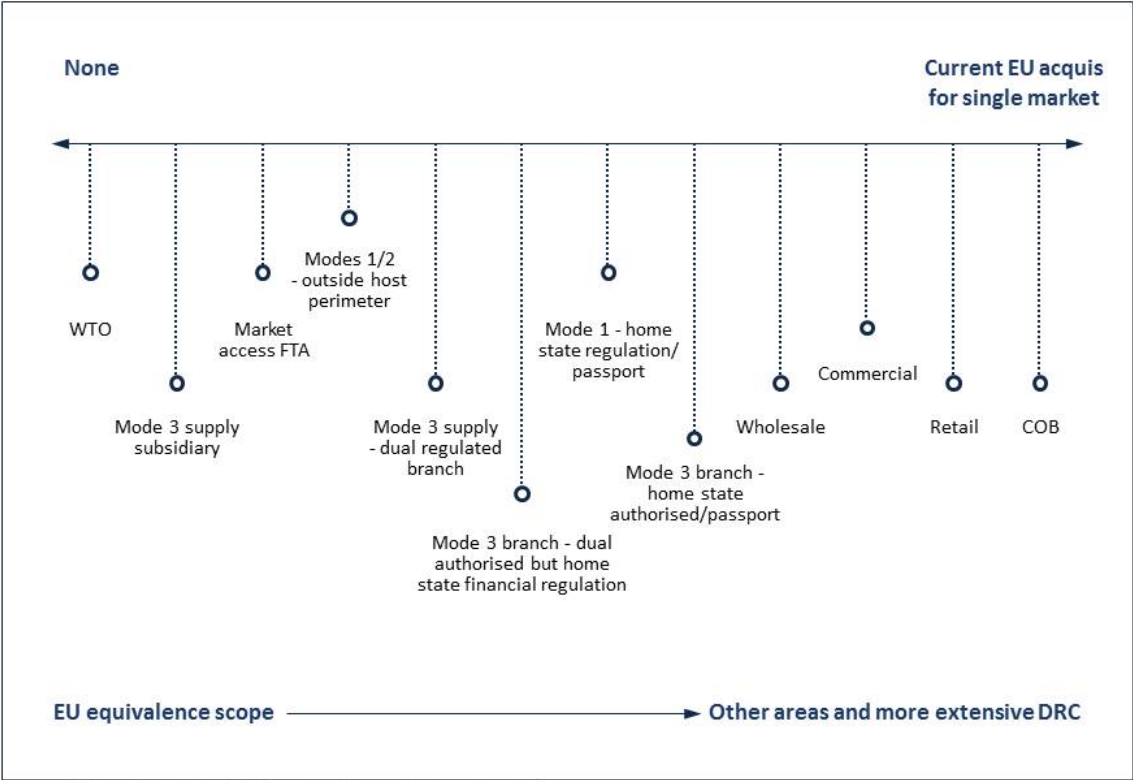 None
Current EU acquis
for single market
WTO
Mode 3 supply
subsidiary
Market
access FTA
Modes 1/2
- outside host
perimeter
Mode 3 supply
- dual regulated
branch
Mode 3 branch - dual
authorised but home
state financial regulation
Mode 1 - home
state regulation/
passport
Mode 3 branch -
home state
authorised/passport
Wholesale
Commercial
Retail
COB
EU equivalence scope
Other areas and more extensive DRC